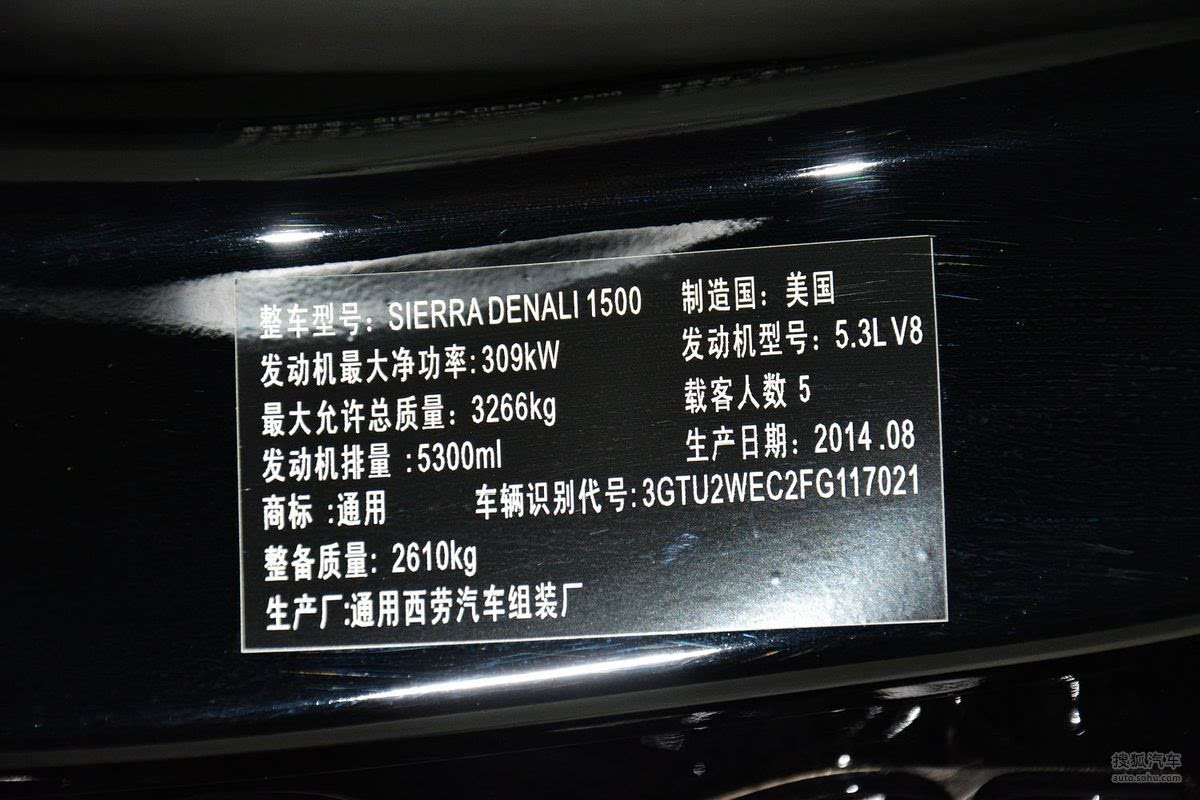 整车型号：SIERRA DENALI 1500 制造国：美国
发动机最大净功率:309kW 发动机型号：5.3L V8
最大允许总质量：3266kg 载客人数 5
发动机排量 :5300ml 生产日期：2014 .08
商标 :通用 车辆识别代号:3GTU2WEC2FG117021
整备质量：2610kg
生产厂:通用西劳汽车组装厂
搜狐汽车
auto.sohu.com